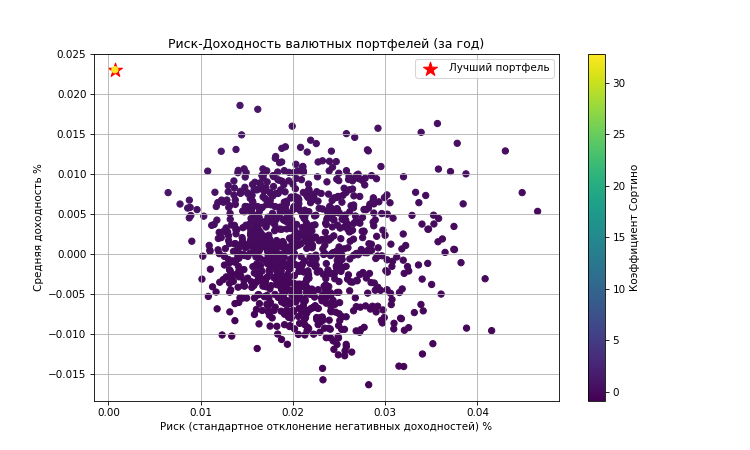 Риск-Доходность валютных портфелей (за год)
Лучший портфель
Средняя доходность %
0.025
0.020
0.015
0.010
0.005
0.000
−0.005
−0.010
−0.015
0.00 0.01 0.02 0.03 0.04
Риск (стандартное отклонение негативных доходностей) %
30
25
20
15
10
5
0
Коэффициент Сортино